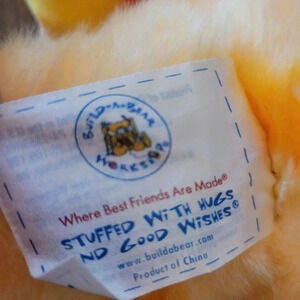 BUILD-A-BEAR
WORKSHOP
Where Best Friends Are Made®
STUFFED WITH HUGS
ND GOOD WISHES®
www.buildabear.com
Product of China